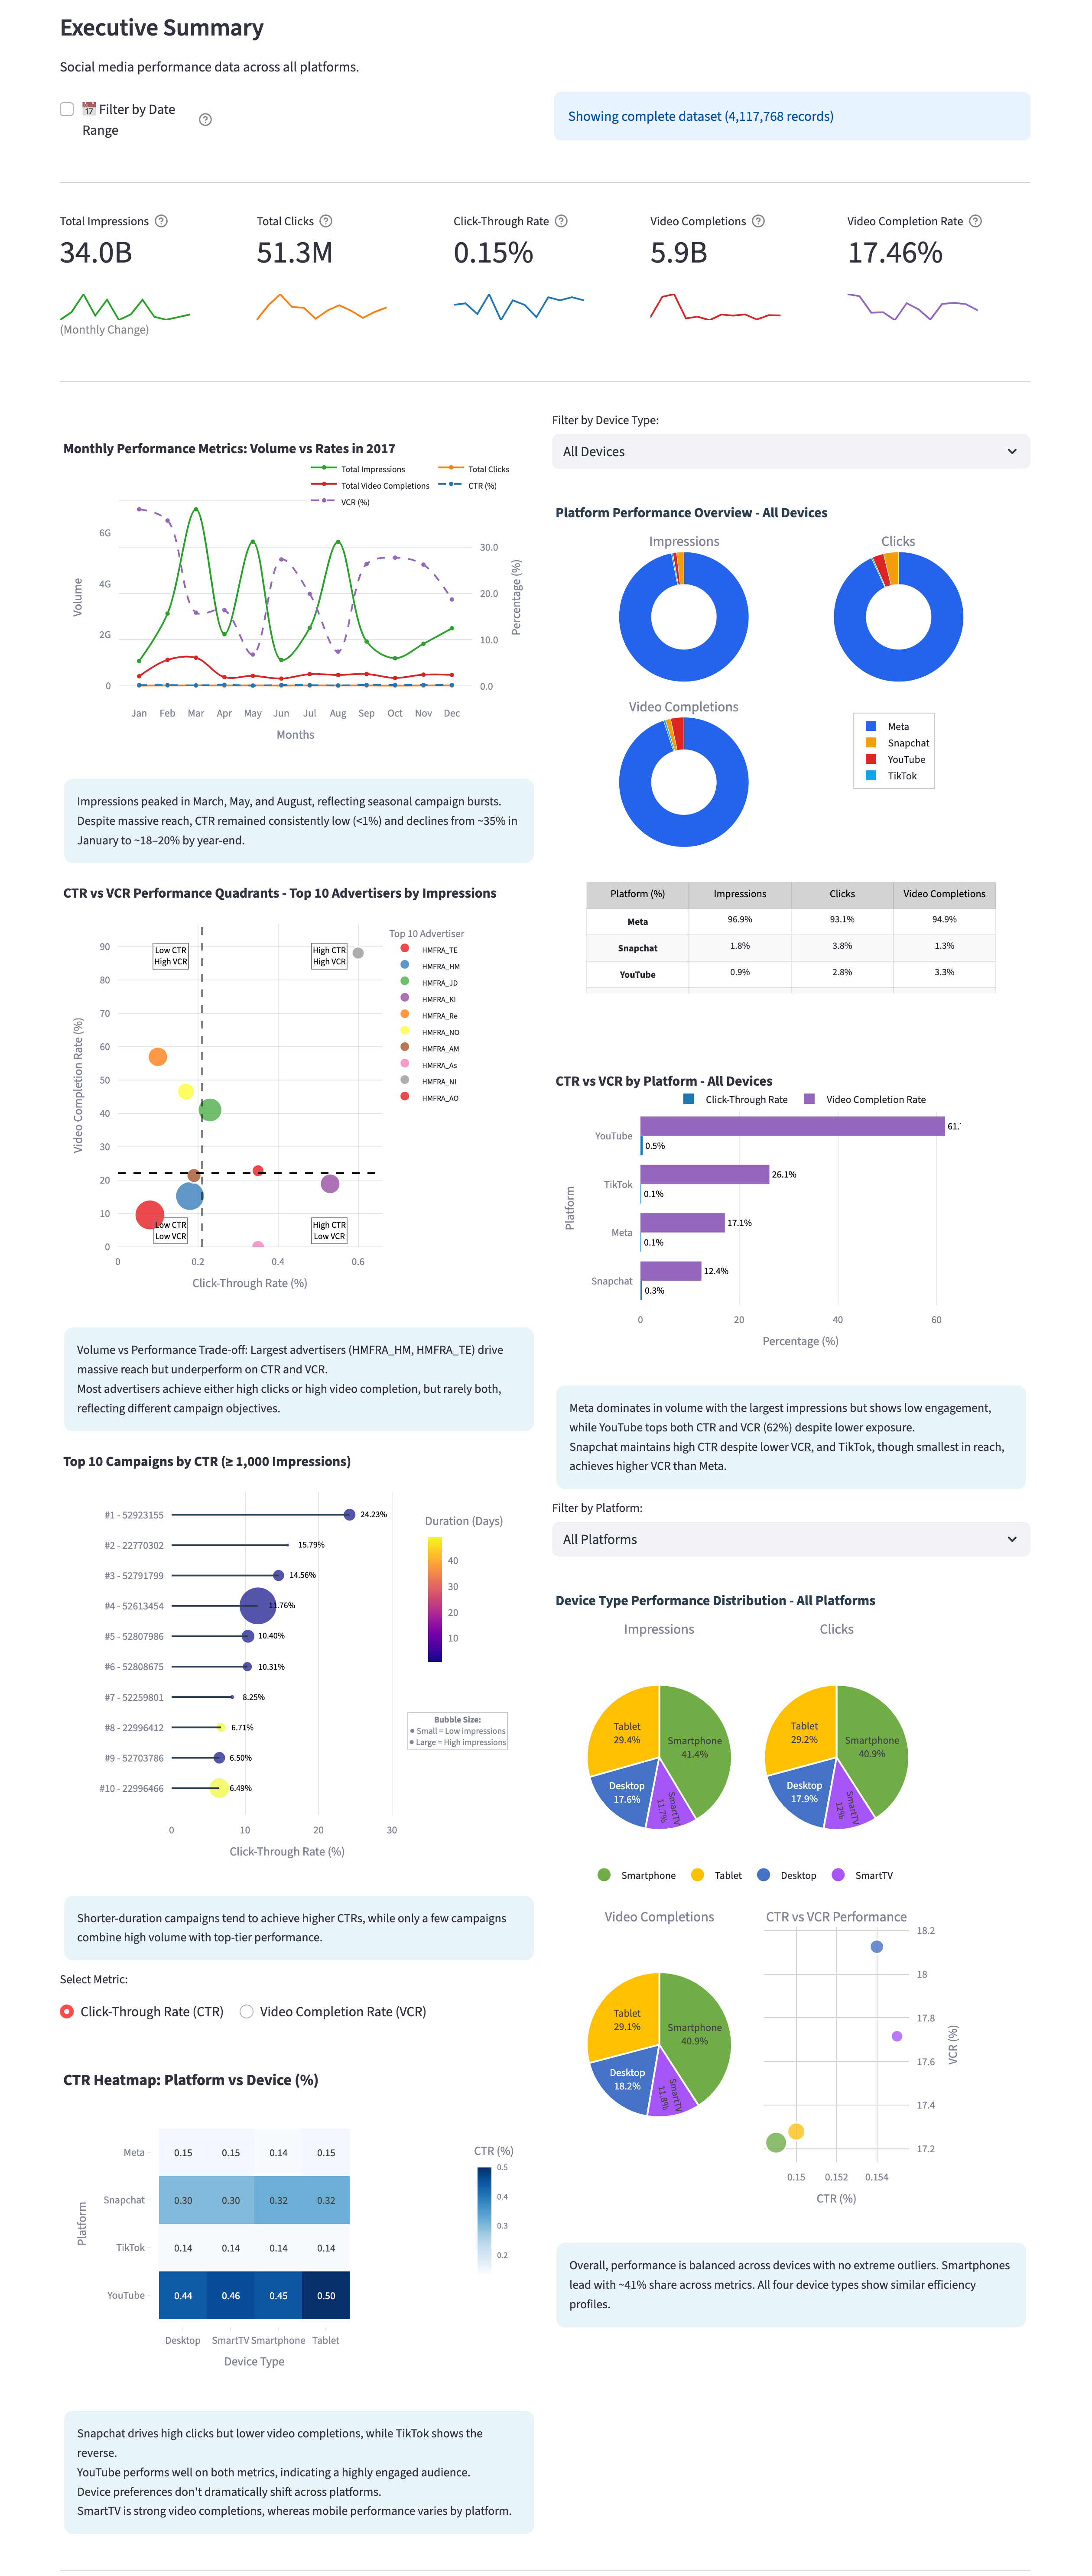 Executive Summary
Social media performance data across all platforms.
Filter by Date
Range
Showing complete dataset (4,117,768 records)
Total Impressions
34.0B
(Monthly Change)
Total Clicks
51.3M
Click-Through Rate
0.15%
Video Completions
5.9B
Video Completion Rate
17.46%
Monthly Performance Metrics: Volume vs Rates in 2017
Total Impressions
Total Clicks
Total Video Completions
CTR (%)
VCR (%)
Volume
6G
4G
2G
0
30.0
20.0
10.0
0.0
Percentage (%)
Jan Feb Mar Apr May Jun Jul Aug Sep Oct Nov Dec
Months
Impressions peaked in March, May, and August, reflecting seasonal campaign bursts.
Despite massive reach, CTR remained consistently low (<1%) and declines from ~35% in
January to ~18–20% by year-end.
CTR vs VCR Performance Quadrants - Top 10 Advertisers by Impressions
Video Completion Rate (%)
90
80
70
60
50
40
30
20
10
0
Low CTR
High VCR
High CTR
High VCR
Low CTR
Low VCR
High CTR
Low VCR
0 0.2 0.4 0.6
Click-Through Rate (%)
Top 10 Advertiser
HMFRA_TE
HMFRA_HM
HMFRA_JD
HMFRA_KI
HMFRA_Re
HMFRA_NO
HMFRA_AM
HMFRA_As
HMFRA_NI
HMFRA_AO
Volume vs Performance Trade-off: Largest advertisers (HMFRA_HM, HMFRA_TE) drive
massive reach but underperform on CTR and VCR.
Most advertisers achieve either high clicks or high video completion, but rarely both,
reflecting different campaign objectives.
Top 10 Campaigns by CTR (≥ 1,000 Impressions)
#1 - 52923155 24.23%
#2 - 22770302 15.79%
#3 - 52791799 14.56%
#4 - 52613454 11.76%
#5 - 52807986 10.40%
#6 - 52808675 10.31%
#7 - 52259801 8.25%
#8 - 22996412 6.71%
#9 - 52703786 6.50%
#10 - 22996466 6.49%
0 10 20 30
Click-Through Rate (%)
Duration (Days)
40
30
20
10
Bubble Size:
● Small = Low impressions
● Large = High impressions
Shorter-duration campaigns tend to achieve higher CTRs, while only a few campaigns
combine high volume with top-tier performance.
Select Metric:
Click-Through Rate (CTR) Video Completion Rate (VCR)
CTR Heatmap: Platform vs Device (%)
Platform
Meta 0.15 0.15 0.14 0.15
Snapchat 0.30 0.30 0.32 0.32
TikTok 0.14 0.14 0.14 0.14
YouTube 0.44 0.46 0.45 0.50
Desktop SmartTV Smartphone Tablet
Device Type
CTR (%)
0.5
0.4
0.3
0.2
Snapchat drives high clicks but lower video completions, while TikTok shows the
reverse.
YouTube performs well on both metrics, indicating a highly engaged audience.
Device preferences don't dramatically shift across platforms.
SmartTV is strong video completions, whereas mobile performance varies by platform.
Filter by Device Type:
All Devices
Platform Performance Overview - All Devices
Impressions
Clicks
Video Completions
Meta
Snapchat
YouTube
TikTok
Platform (%) Impressions Clicks Video Completions
Meta 96.9% 93.1% 94.9%
Snapchat 1.8% 3.8% 1.3%
YouTube 0.9% 2.8% 3.3%
CTR vs VCR by Platform - All Devices
Click-Through Rate Video Completion Rate
Platform
YouTube
0.5%
TikTok 26.1%
0.1%
Meta 17.1%
0.1%
Snapchat 12.4%
0.3%
0 20 40 60
Percentage (%)
Meta dominates in volume with the largest impressions but shows low engagement,
while YouTube tops both CTR and VCR (62%) despite lower exposure.
Snapchat maintains high CTR despite lower VCR, and TikTok, though smallest in reach,
achieves higher VCR than Meta.
Filter by Platform:
All Platforms
Device Type Performance Distribution - All Platforms
Impressions
Tablet
29.4%
Smartphone
41.4%
Desktop
17.6%
SmartTV
11.7%
Clicks
Tablet
29.2%
Smartphone
40.9%
Desktop
17.9%
SmartTV
12%
Smartphone Tablet Desktop SmartTV
Video Completions
Tablet
29.1%
Smartphone
40.9%
Desktop
18.2%
SmartTV
11.8%
CTR vs VCR Performance
18.2
18
17.8
17.6
17.4
17.2
VCR (%)
0.15 0.152 0.154
CTR (%)
Overall, performance is balanced across devices with no extreme outliers. Smartphones
lead with ~41% share across metrics. All four device types show similar efficiency
profiles.